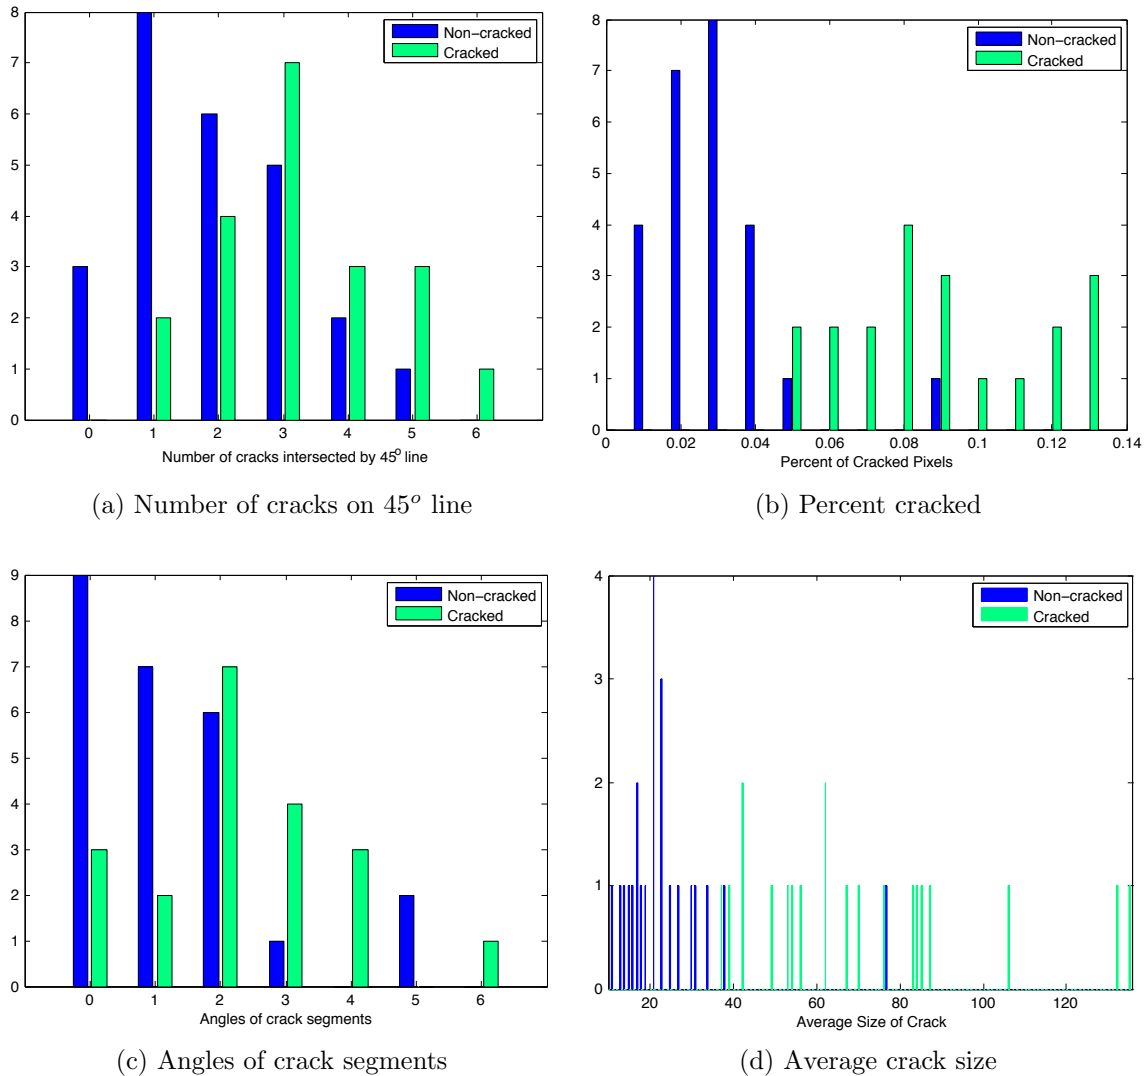 8
7
6
5
4
3
2
1
0
0 1 2 3 4 5 6
Number of cracks intersected by 45o line
Non-cracked
Cracked
(a) Number of cracks on 45o line
8
7
6
5
4
3
2
1
0
0 0.02 0.04 0.06 0.08 0.1 0.12 0.14
Percent of Cracked Pixels
Non-cracked
Cracked
(b) Percent cracked
9
7
6
5
4
3
2
1
0 1 2 3 4 5 6
Angles of crack segments
Non-cracked
Cracked
(c) Angles of crack segments
4
3
2
1
0
20 40 60 80 100 120
Average Size of Crack
Non-cracked
Cracked
(d) Average crack size